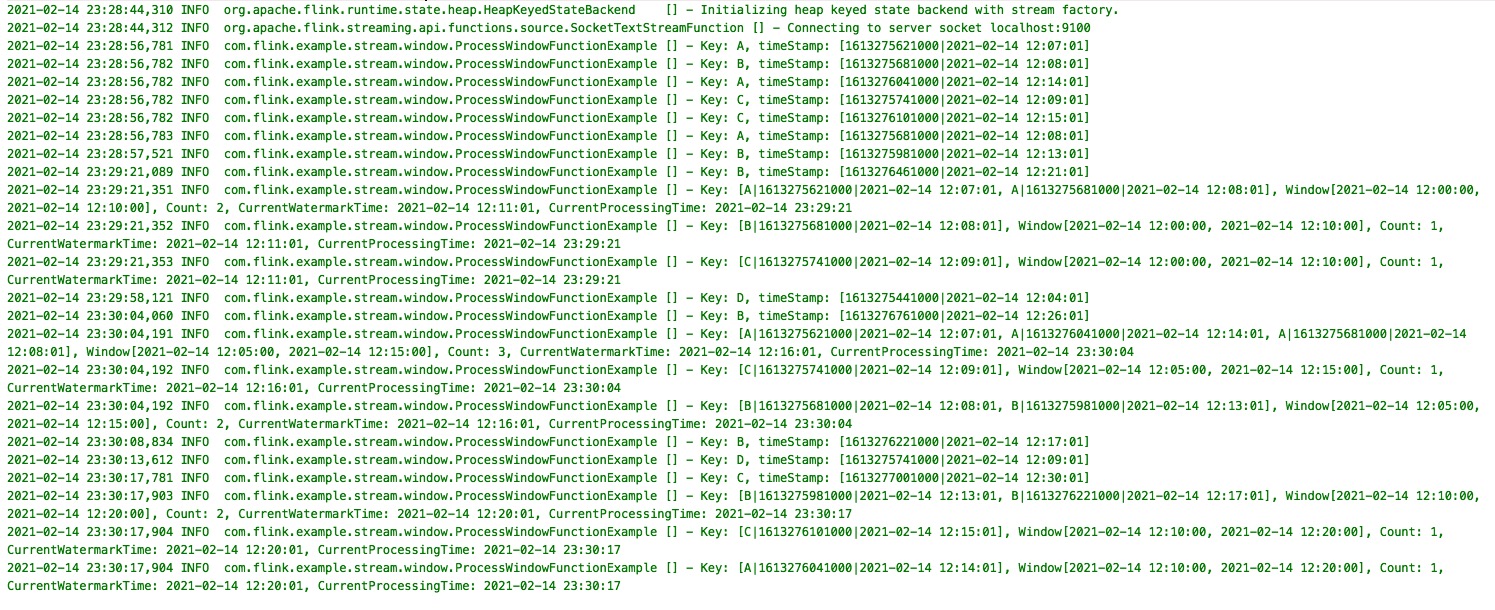 2021-02-14 23:28:44,310 INFO  org.apache.flink.runtime.state.heap.HeapKeyedStateBackend    [] - Initializing heap keyed state backend with stream factory.
2021-02-14 23:28:44,312 INFO  org.apache.flink.streaming.api.functions.source.SocketTextStreamFunction [] - Connecting to server socket localhost:9100
2021-02-14 23:28:56,781 INFO  com.flink.example.stream.window.ProcessWindowFunctionExample [] - Key: A, timeStamp: [1613275621000|2021-02-14 12:07:01]
2021-02-14 23:28:56,782 INFO  com.flink.example.stream.window.ProcessWindowFunctionExample [] - Key: B, timeStamp: [1613275681000|2021-02-14 12:08:01]
2021-02-14 23:28:56,782 INFO  com.flink.example.stream.window.ProcessWindowFunctionExample [] - Key: A, timeStamp: [1613276041000|2021-02-14 12:14:01]
2021-02-14 23:28:56,782 INFO  com.flink.example.stream.window.ProcessWindowFunctionExample [] - Key: C, timeStamp: [1613275741000|2021-02-14 12:09:01]
2021-02-14 23:28:56,782 INFO  com.flink.example.stream.window.ProcessWindowFunctionExample [] - Key: C, timeStamp: [1613276101000|2021-02-14 12:15:01]
2021-02-14 23:28:56,783 INFO  com.flink.example.stream.window.ProcessWindowFunctionExample [] - Key: A, timeStamp: [1613275681000|2021-02-14 12:08:01]
2021-02-14 23:28:57,521 INFO  com.flink.example.stream.window.ProcessWindowFunctionExample [] - Key: B, timeStamp: [1613275981000|2021-02-14 12:13:01]
2021-02-14 23:29:21,089 INFO  com.flink.example.stream.window.ProcessWindowFunctionExample [] - Key: B, timeStamp: [1613276461000|2021-02-14 12:21:01]
2021-02-14 23:29:21,351 INFO  com.flink.example.stream.window.ProcessWindowFunctionExample [] - Key: [A|1613275621000|2021-02-14 12:07:01, A|1613275681000|2021-02-14 12:08:01], Window[2021-02-14 12:00:00,
2021-02-14 12:10:00], Count: 2, CurrentWatermarkTime: 2021-02-14 12:11:01, CurrentProcessingTime: 2021-02-14 23:29:21
2021-02-14 23:29:21,352 INFO  com.flink.example.stream.window.ProcessWindowFunctionExample [] - Key: [B|1613275681000|2021-02-14 12:08:01], Window[2021-02-14 12:00:00, 2021-02-14 12:10:00], Count: 1,
CurrentWatermarkTime: 2021-02-14 12:11:01, CurrentProcessingTime: 2021-02-14 23:29:21
2021-02-14 23:29:21,353 INFO  com.flink.example.stream.window.ProcessWindowFunctionExample [] - Key: [C|1613275741000|2021-02-14 12:09:01], Window[2021-02-14 12:00:00, 2021-02-14 12:10:00], Count: 1,
CurrentWatermarkTime: 2021-02-14 12:11:01, CurrentProcessingTime: 2021-02-14 23:29:21
2021-02-14 23:29:58,121 INFO  com.flink.example.stream.window.ProcessWindowFunctionExample [] - Key: D, timeStamp: [1613275441000|2021-02-14 12:04:01]
2021-02-14 23:30:04,060 INFO  com.flink.example.stream.window.ProcessWindowFunctionExample [] - Key: B, timeStamp: [1613276761000|2021-02-14 12:26:01]
2021-02-14 23:30:04,191 INFO  com.flink.example.stream.window.ProcessWindowFunctionExample [] - Key: [A|1613275621000|2021-02-14 12:07:01, A|1613276041000|2021-02-14 12:14:01, A|1613275681000|2021-02-14
12:08:01], Window[2021-02-14 12:05:00, 2021-02-14 12:15:00], Count: 3, CurrentWatermarkTime: 2021-02-14 12:16:01, CurrentProcessingTime: 2021-02-14 23:30:04
2021-02-14 23:30:04,192 INFO  com.flink.example.stream.window.ProcessWindowFunctionExample [] - Key: [C|1613275741000|2021-02-14 12:09:01], Window[2021-02-14 12:05:00, 2021-02-14 12:15:00], Count: 1,
CurrentWatermarkTime: 2021-02-14 12:16:01, CurrentProcessingTime: 2021-02-14 23:30:04
2021-02-14 23:30:04,192 INFO  com.flink.example.stream.window.ProcessWindowFunctionExample [] - Key: [B|1613275681000|2021-02-14 12:08:01, B|1613275981000|2021-02-14 12:13:01], Window[2021-02-14 12:05:00,
2021-02-14 12:15:00], Count: 2, CurrentWatermarkTime: 2021-02-14 12:16:01, CurrentProcessingTime: 2021-02-14 23:30:04
2021-02-14 23:30:08,834 INFO  com.flink.example.stream.window.ProcessWindowFunctionExample [] - Key: B, timeStamp: [1613276221000|2021-02-14 12:17:01]
2021-02-14 23:30:13,612 INFO  com.flink.example.stream.window.ProcessWindowFunctionExample [] - Key: D, timeStamp: [1613275741000|2021-02-14 12:09:01]
2021-02-14 23:30:17,781 INFO  com.flink.example.stream.window.ProcessWindowFunctionExample [] - Key: C, timeStamp: [1613277001000|2021-02-14 12:30:01]
2021-02-14 23:30:17,903 INFO  com.flink.example.stream.window.ProcessWindowFunctionExample [] - Key: [B|1613275981000|2021-02-14 12:13:01, B|1613276221000|2021-02-14 12:17:01], Window[2021-02-14 12:10:00,
2021-02-14 12:20:00], Count: 2, CurrentWatermarkTime: 2021-02-14 12:20:01, CurrentProcessingTime: 2021-02-14 23:30:17
2021-02-14 23:30:17,904 INFO  com.flink.example.stream.window.ProcessWindowFunctionExample [] - Key: [C|1613276101000|2021-02-14 12:15:01], Window[2021-02-14 12:10:00, 2021-02-14 12:20:00], Count: 1,
CurrentWatermarkTime: 2021-02-14 12:20:01, CurrentProcessingTime: 2021-02-14 23:30:17
2021-02-14 23:30:17,904 INFO  com.flink.example.stream.window.ProcessWindowFunctionExample [] - Key: [A|1613276041000|2021-02-14 12:14:01], Window[2021-02-14 12:10:00, 2021-02-14 12:20:00], Count: 1,
CurrentWatermarkTime: 2021-02-14 12:20:01, CurrentProcessingTime: 2021-02-14 23:30:17